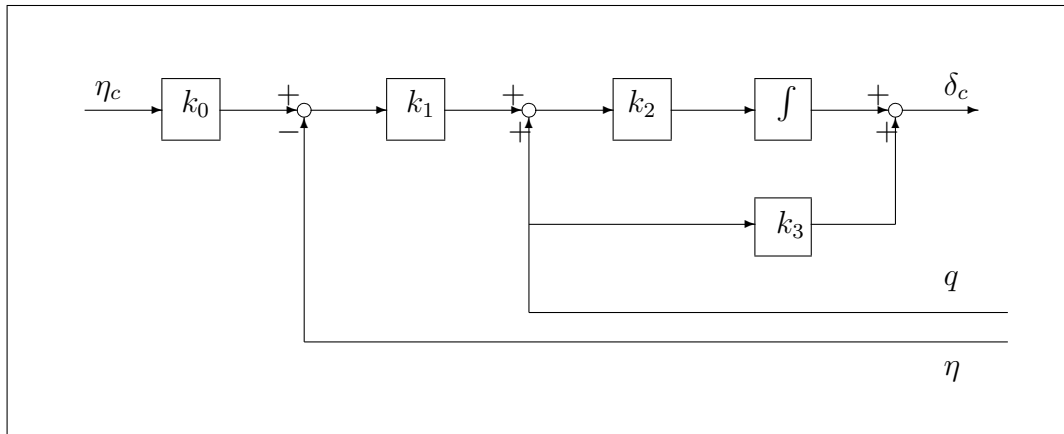 η_c
k_0
+
−
k_1
+
+
k_2
∫
+
+
δ_c
k_3
q
η